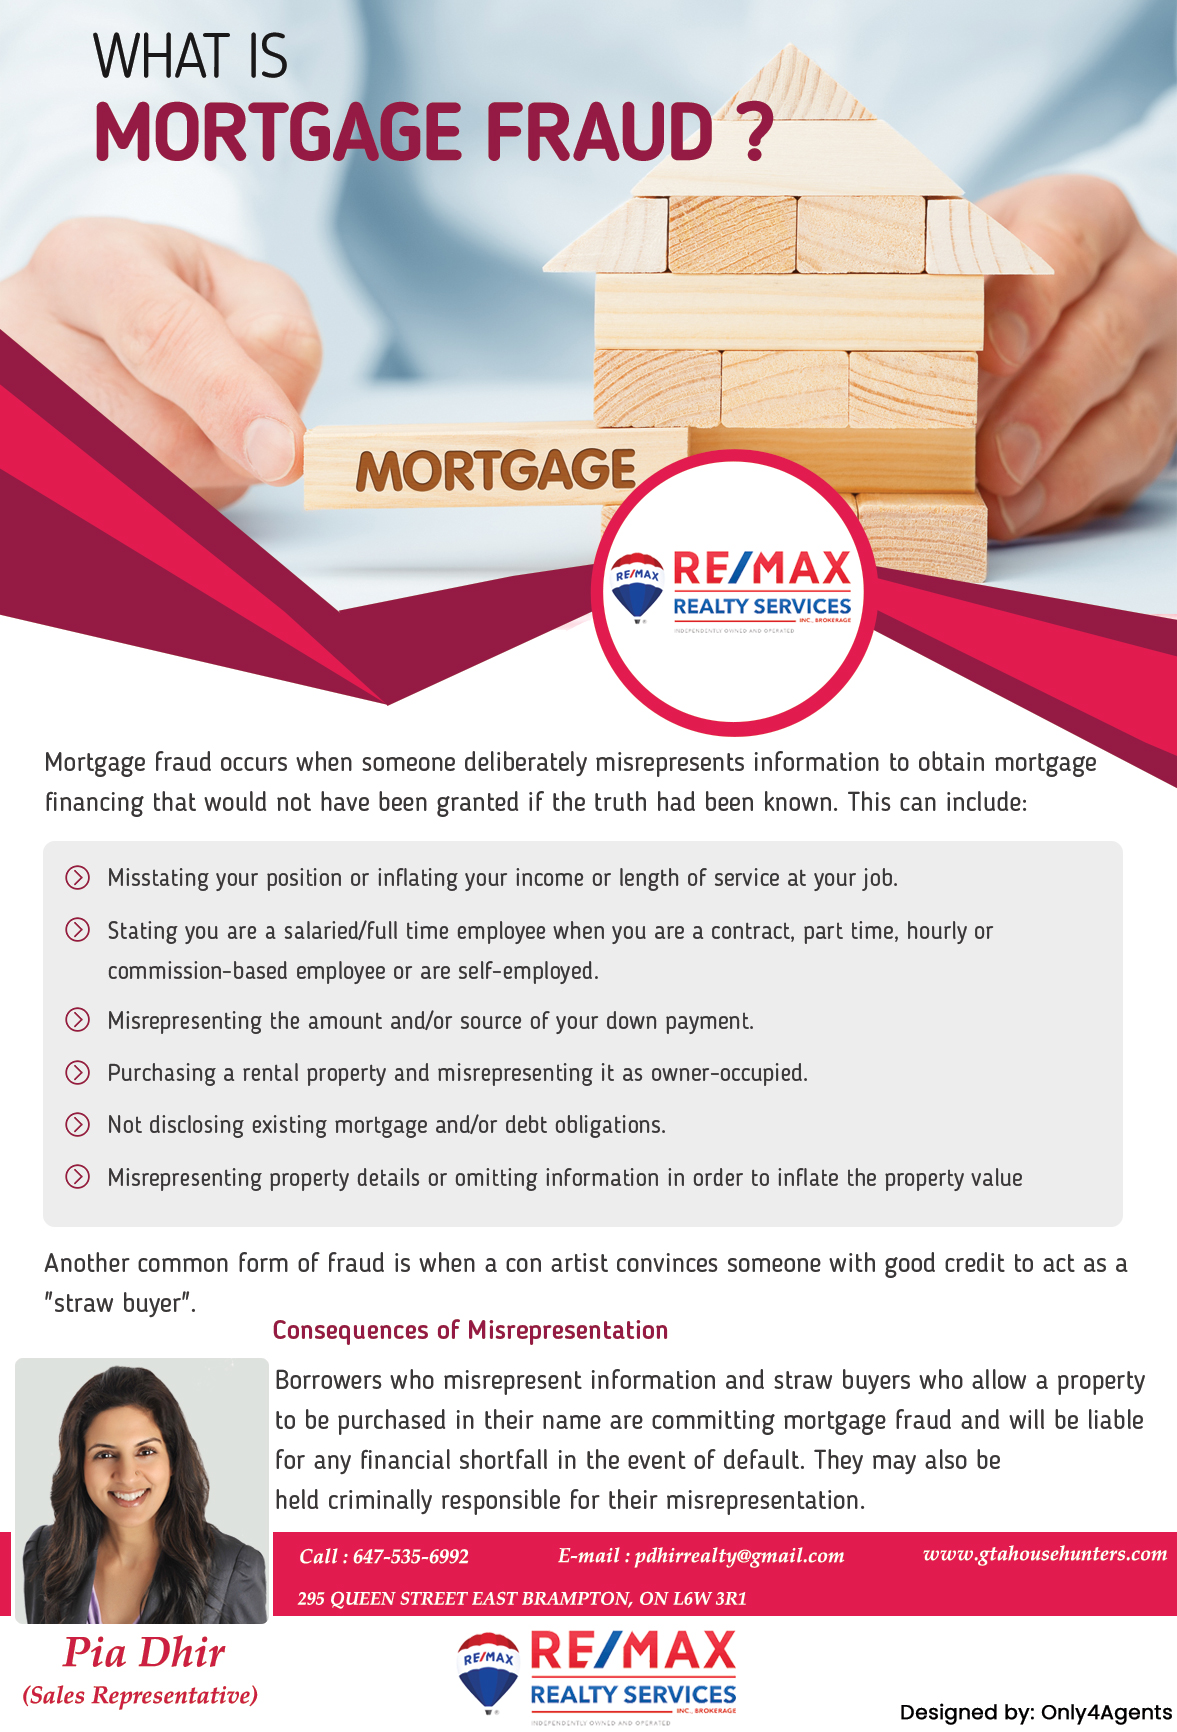 WHAT IS
MORTGAGE FRAUD ?
MORTGAGE
RE/MAX
RE/MAX
REALTY SERVICES
INC., BROKERAGE
INDEPENDENTLY OWNED AND OPERATED
Mortgage fraud occurs when someone deliberately misrepresents information to obtain mortgage
financing that would not have been granted if the truth had been known. This can include:
Misstating your position or inflating your income or length of service at your job.
Stating you are a salaried/full time employee when you are a contract, part time, hourly or
commission-based employee or are self-employed.
Misrepresenting the amount and/or source of your down payment.
Purchasing a rental property and misrepresenting it as owner-occupied.
Not disclosing existing mortgage and/or debt obligations.
Misrepresenting property details or omitting information in order to inflate the property value
Another common form of fraud is when a con artist convinces someone with good credit to act as a
"straw buyer".
Consequences of Misrepresentation
Borrowers who misrepresent information and straw buyers who allow a property
to be purchased in their name are committing mortgage fraud and will be liable
for any financial shortfall in the event of default. They may also be
held criminally responsible for their misrepresentation.
Call : 647-535-6992
E-mail : pdhirrealty@gmail.com
www.gtahousehunters.com
295 QUEEN STREET EAST BRAMPTON, ON L6W 3R1
Pia Dhir
(Sales Representative)
RE/MAX
RE/MAX
REALTY SERVICES
INC., BROKERAGE
INDEPENDENTLY OWNED AND OPERATED
Designed by: Only4Agents